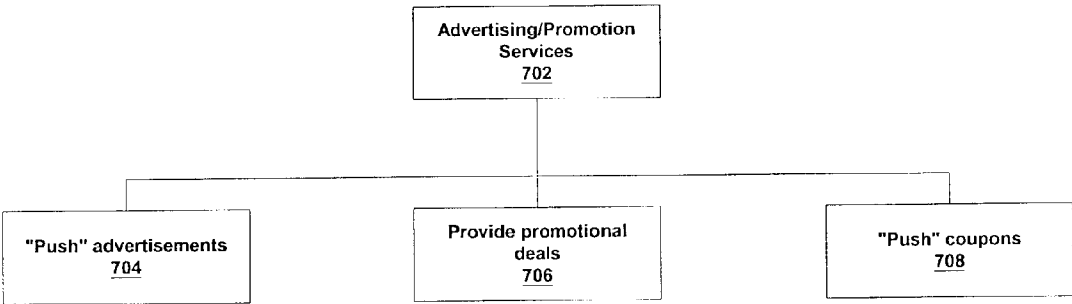 Advertising/Promotion
Services
702
"Push" advertisements
704
Provide promotional
deals
706
"Push" coupons
708